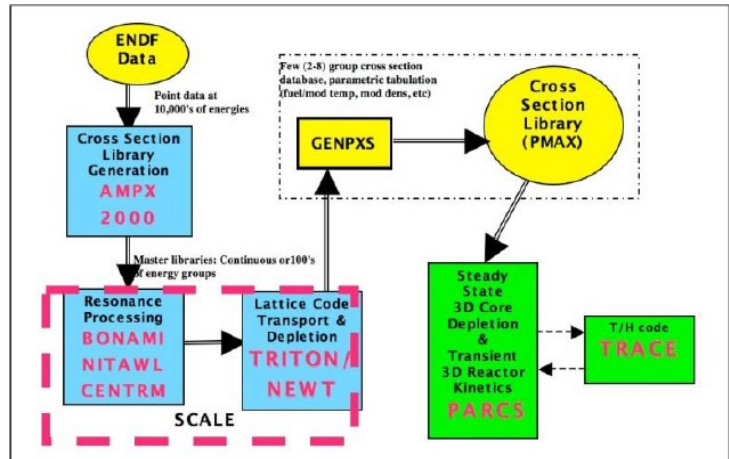 ENDF
Data
Point data at
10,000's of energies
Cross Section
Library
Generation
AMPX
2000
Master libraries: Continuous or100's
of energy groups
Resonance
Processing
BONAMI
NITAWL
CENTRM
Lattice Code
Transport &
Depletion
TRITON/
NEWT
SCALE
Few (2-8) group cross section
database, parametric tabulation
(fuel/mod temp, mod dens, etc)
GENPXS
Cross
Section
Library
(PMAX)
Steady
State
3D Core
Depletion
&
Transient
3D Reactor
Kinetics
PARCS
T/H code
TRACE